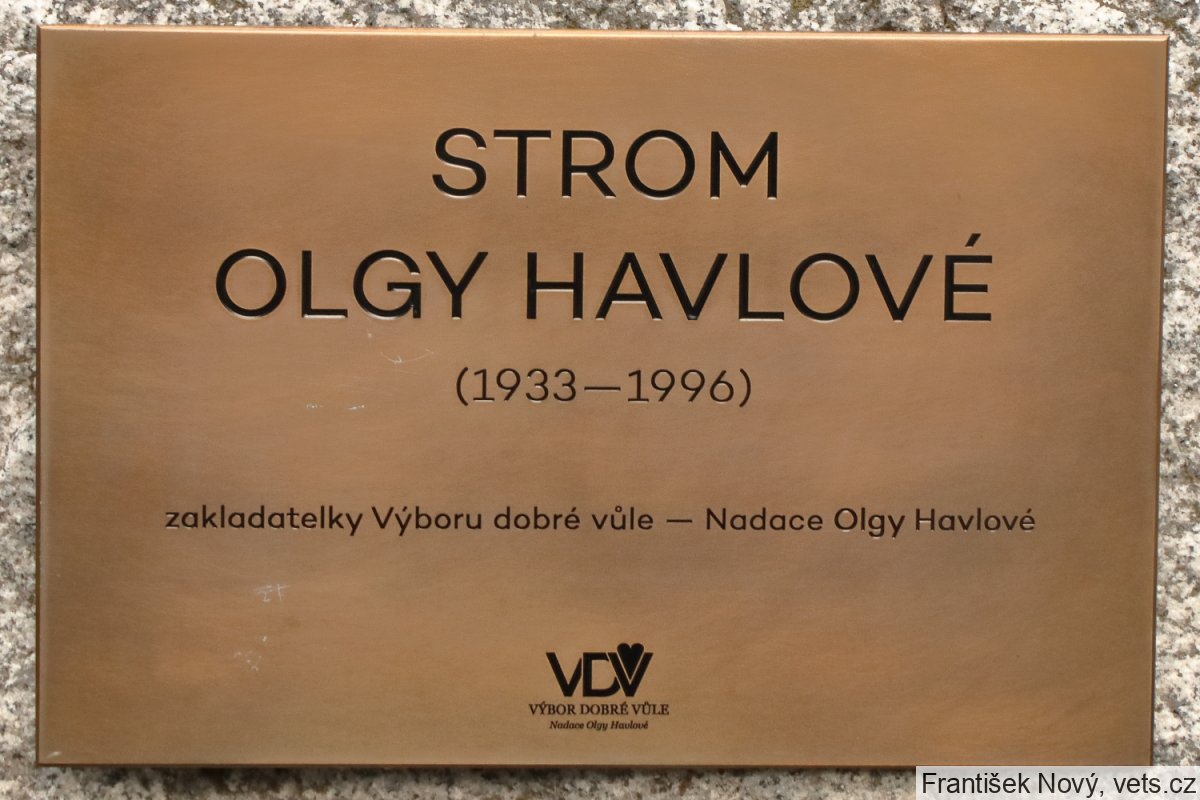 STROM
OLGY HAVLOVÉ
(1933—1996)
zakladatelky Výboru dobré vůle — Nadace Olgy Havlové
VDV
VÝBOR DOBRÉ VŮLE
Nadace Olgy Havlové
František Nový, vets.cz